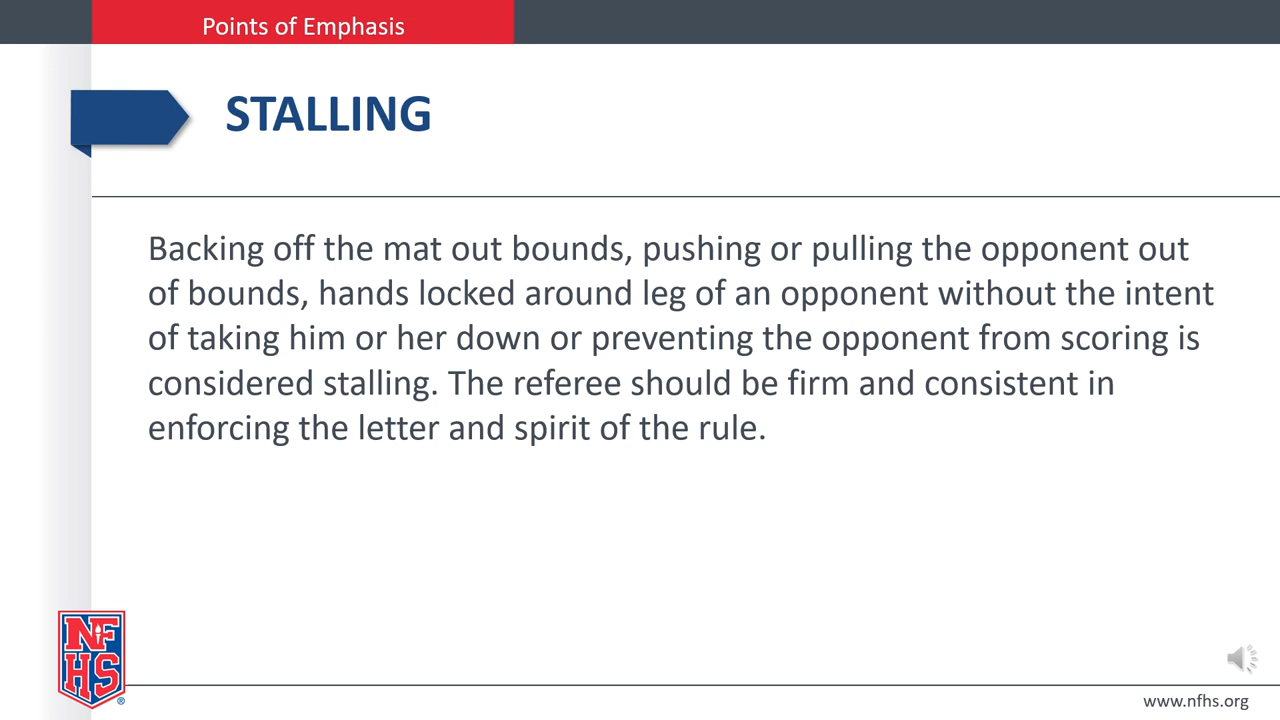 Points of Emphasis
STALLING
Backing off the mat out bounds, pushing or pulling the opponent out
of bounds, hands locked around leg of an opponent without the intent
of taking him or her down or preventing the opponent from scoring is
considered stalling. The referee should be firm and consistent in
enforcing the letter and spirit of the rule.
NF
HS
®
www.nfhs.org